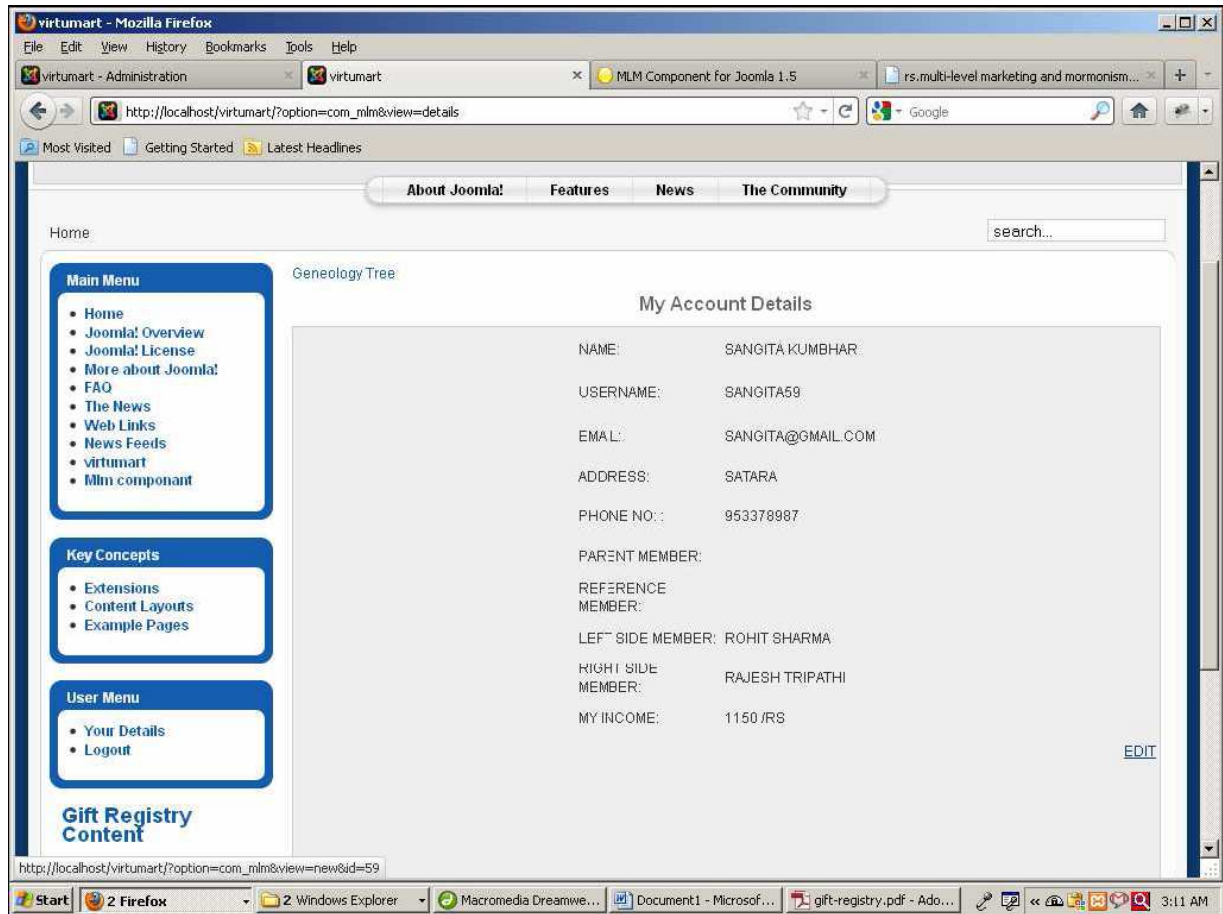 virtumart - Mozilla Firefox
File Edit View History Bookmarks Tools Help
virtumart - Administration
virtumart
MLM Component for Joomla 1.5
rs.multi-level marketing and mormonism...
http://localhost/virtumart/?option=com_mlm&view=details
Google
Most Visited Getting Started Latest Headlines
About Joomla! Features News The Community
Home
search...
Main Menu
Home
Joomla! Overview
Joomla! License
More about Joomla!
FAQ
The News
Web Links
News Feeds
virtumart
Mlm componant
Key Concepts
Extensions
Content Layouts
Example Pages
User Menu
Your Details
Logout
Gift Registry
Content
Geneology Tree
My Account Details
NAME: SANGITA KUMBHAR
USERNAME: SANGITA59
EMAIL: SANGITA@GMAIL.COM
ADDRESS: SATARA
PHONE NO: : 953378987
PARENT MEMBER:
REFERENCE
MEMBER:
LEFT SIDE MEMBER: ROHIT SHARMA
RIGHT SIDE
MEMBER: RAJESH TRIPATHI
MY INCOME: 1150 /RS
EDIT
http://localhost/virtumart/?option=com_mlm&view=new&id=59
Start 2 Firefox 2 Windows Explorer Macromedia Dreamwe... Document1 - Microsof... gift-registry.pdf - Ado... 3:11 AM